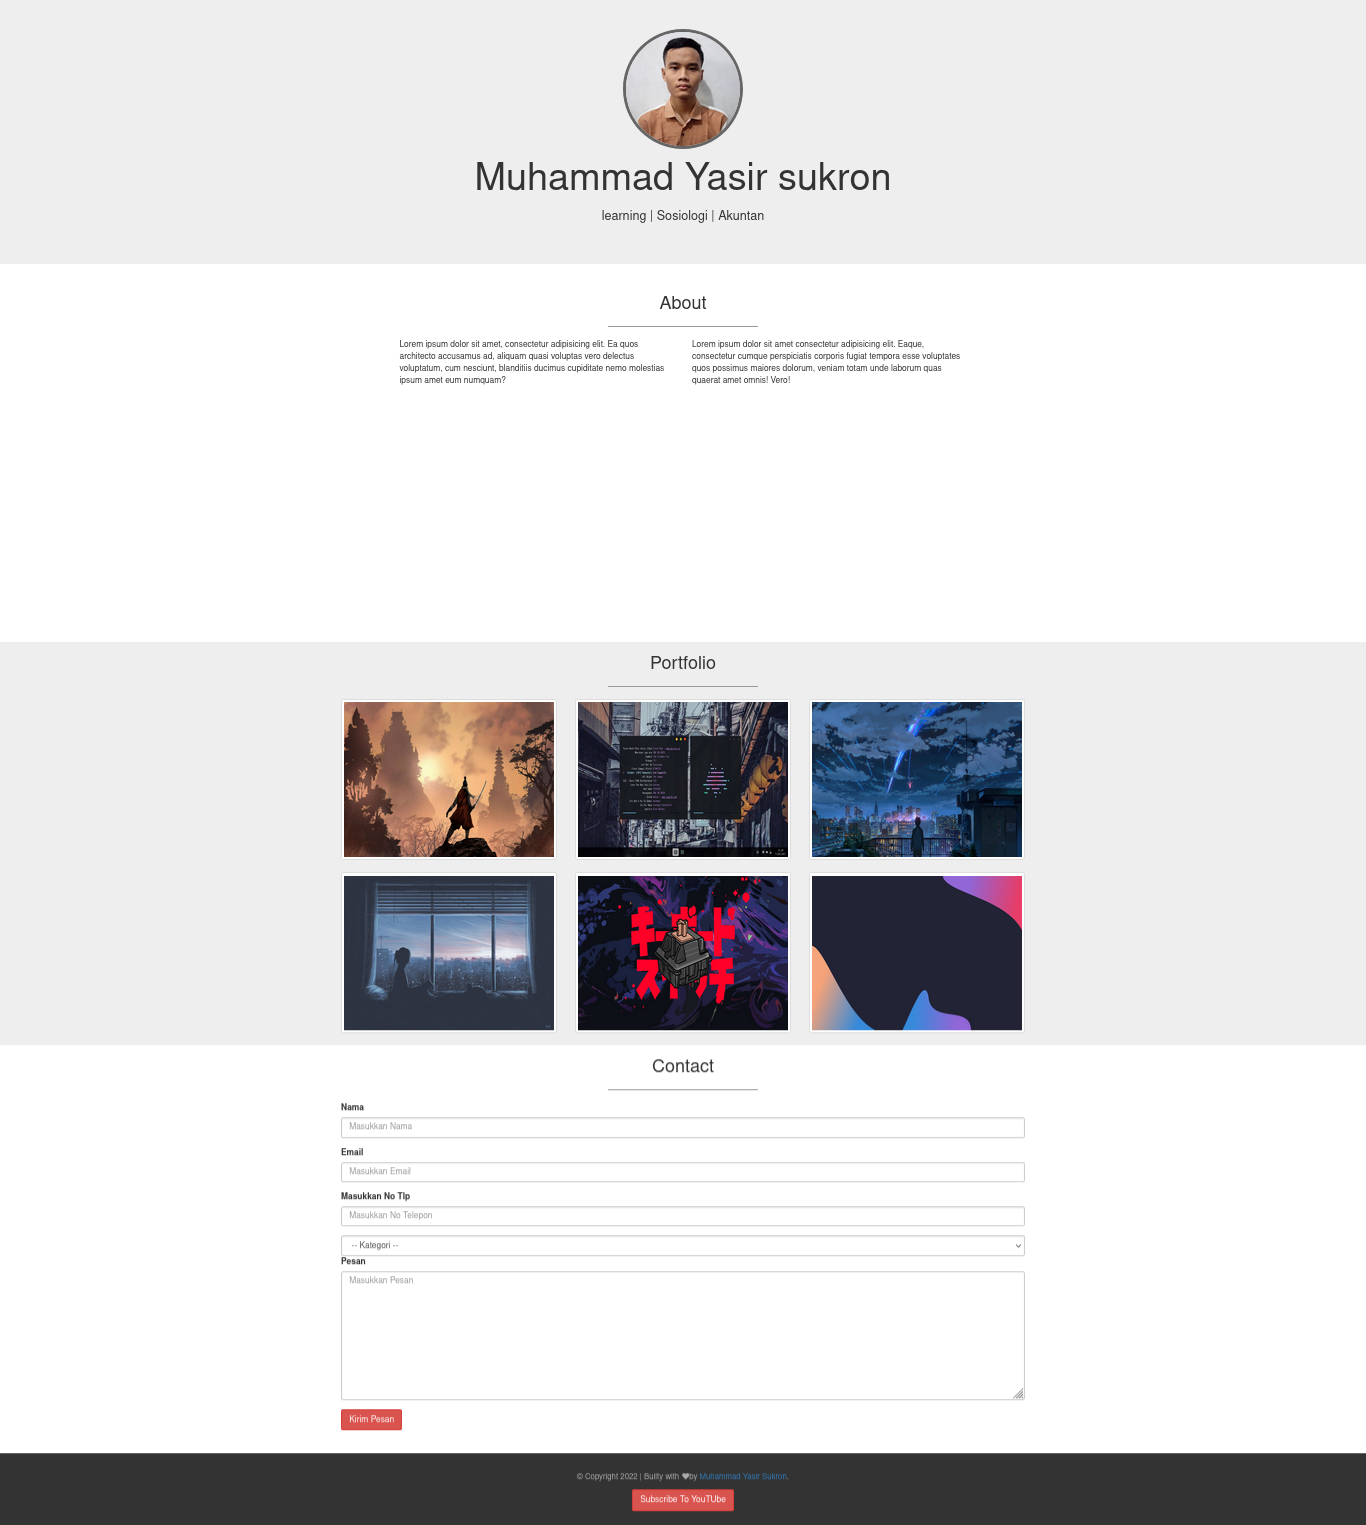 Muhammad Yasir sukron
learning | Sosiologi | Akuntan
About
Lorem ipsum dolor sit amet, consectetur adipisicing elit. Ea quos
architecto accusamus ad, aliquam quasi voluptas vero delectus
voluptatum, cum nesciunt, blanditiis ducimus cupiditate nemo molestias
ipsum amet eum numquam?
Lorem ipsum dolor sit amet consectetur adipisicing elit. Eaque,
consectetur cumque perspiciatis corporis fugiat tempora esse voluptates
quos possimus maiores dolorum, veniam totam unde laborum quas
quaerat amet omnis! Vero!
Portfolio
Contact
Nama
Masukkan Nama
Email
Masukkan Email
Masukkan No Tlp
Masukkan No Telepon
-- Kategori --
Pesan
Masukkan Pesan
Kirim Pesan
© Copyright 2022 | Builty with ❤by Muhammad Yasir Sukron.
Subscribe To YouTUbe